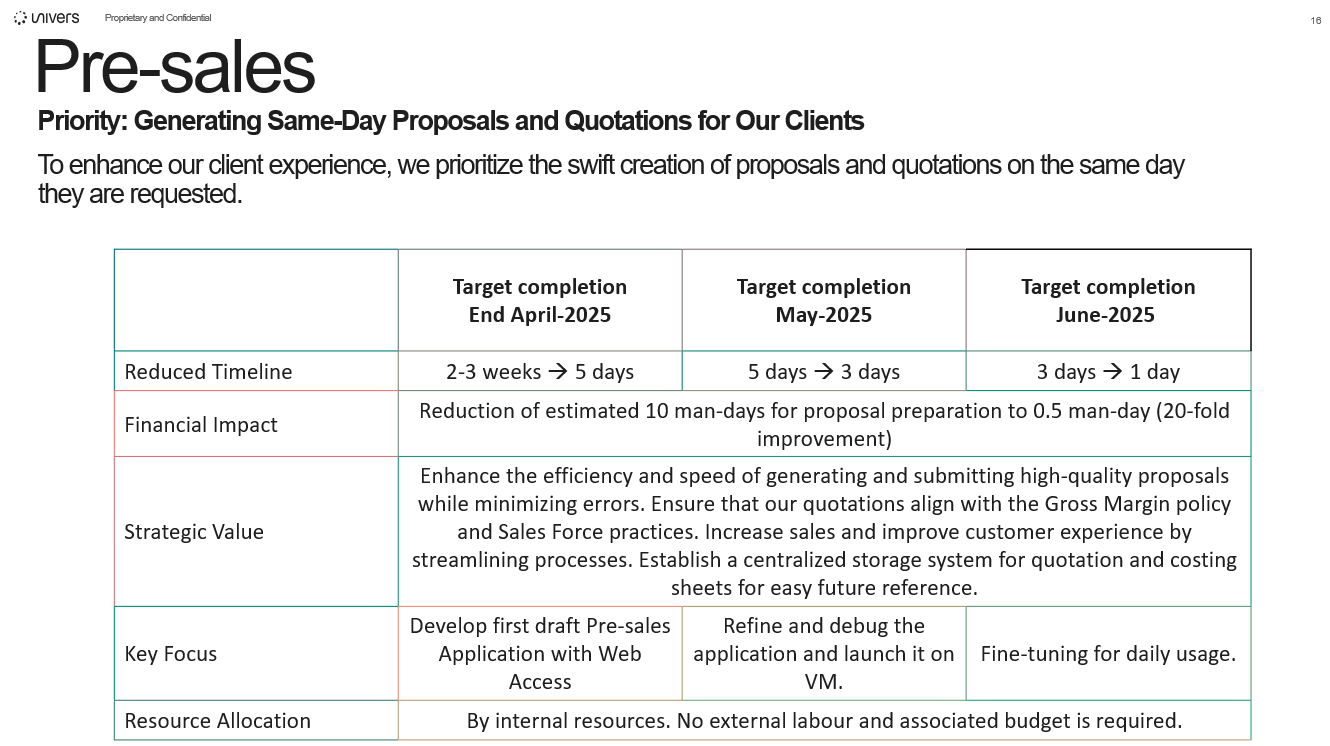 univers
Proprietary and Confidential
16
Pre-sales
Priority: Generating Same-Day Proposals and Quotations for Our Clients
To enhance our client experience, we prioritize the swift creation of proposals and quotations on the same day
they are requested.
Target completion
End April-2025
Target completion
May-2025
Target completion
June-2025
Reduced Timeline
2-3 weeks → 5 days
5 days → 3 days
3 days → 1 day
Financial Impact
Reduction of estimated 10 man-days for proposal preparation to 0.5 man-day (20-fold
improvement)
Strategic Value
Enhance the efficiency and speed of generating and submitting high-quality proposals
while minimizing errors. Ensure that our quotations align with the Gross Margin policy
and Sales Force practices. Increase sales and improve customer experience by
streamlining processes. Establish a centralized storage system for quotation and costing
sheets for easy future reference.
Key Focus
Develop first draft Pre-sales
Application with Web
Access
Refine and debug the
application and launch it on
VM.
Fine-tuning for daily usage.
Resource Allocation
By internal resources. No external labour and associated budget is required.